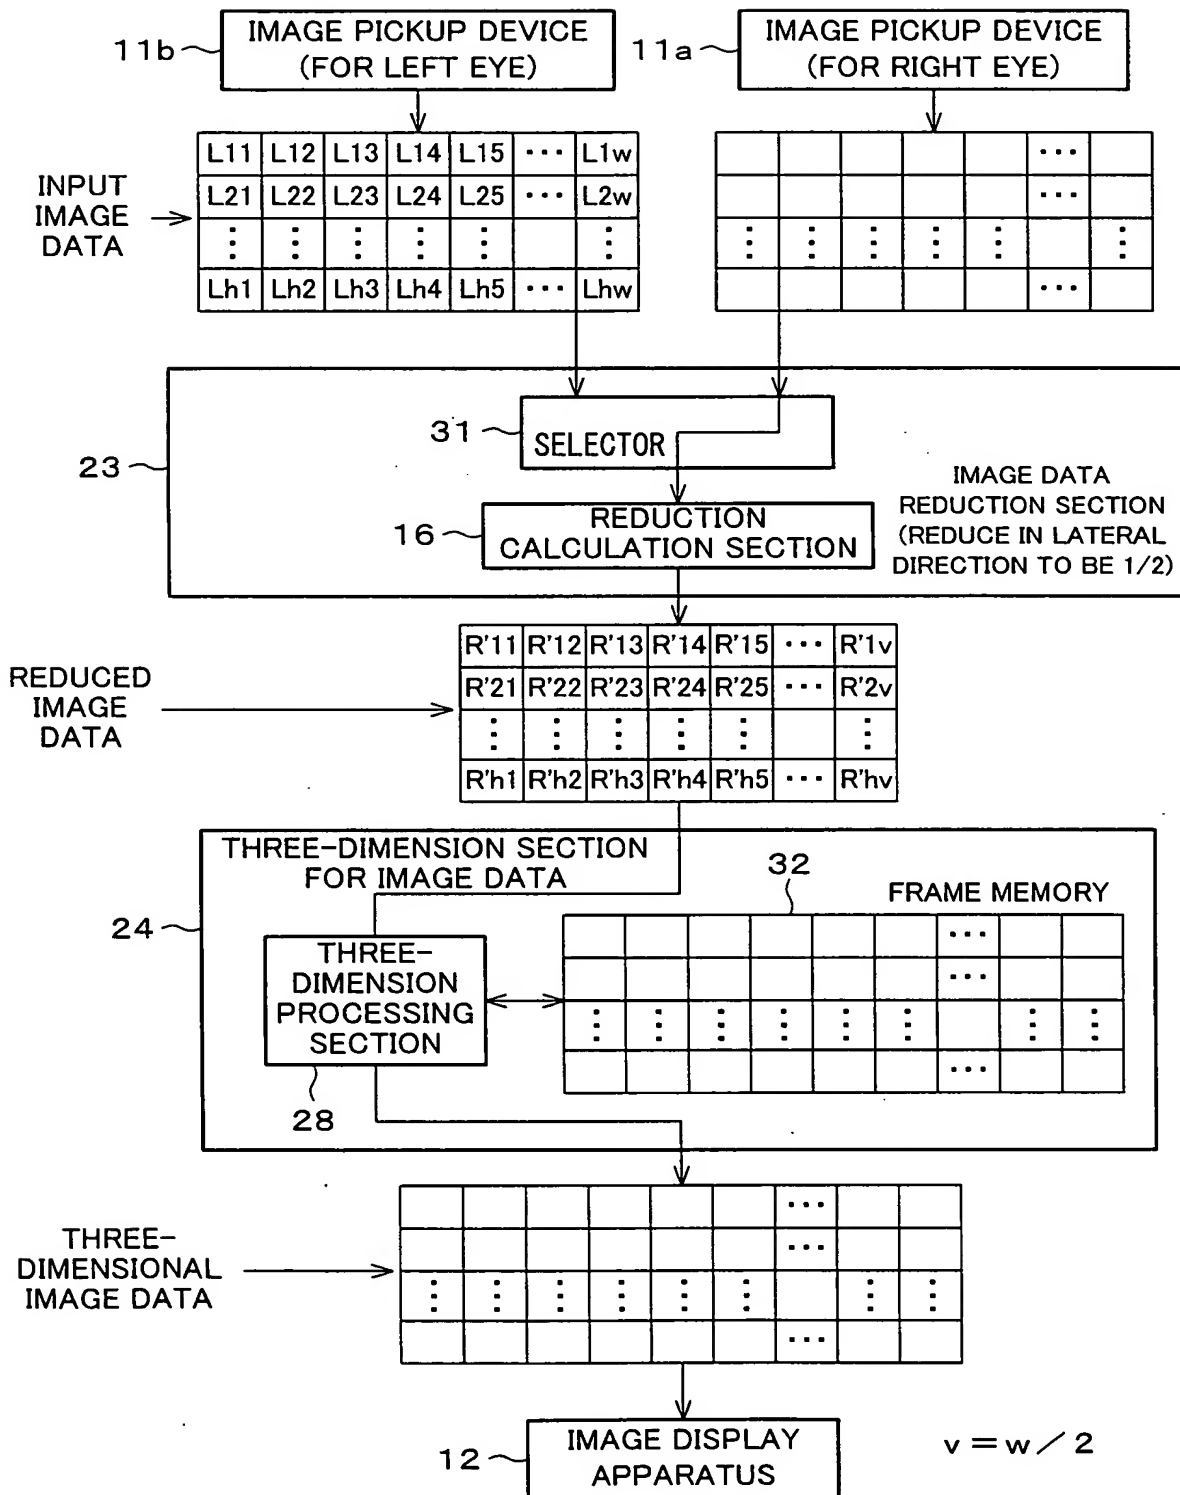 11b
IMAGE PICKUP DEVICE
(FOR LEFT EYE)
11a
IMAGE PICKUP DEVICE
(FOR RIGHT EYE)
INPUT
IMAGE
DATA
L11 L12 L13 L14 L15 ··· L1w
L21 L22 L23 L24 L25 ··· L2w
⋮ ⋮ ⋮ ⋮ ⋮ ⋮
Lh1 Lh2 Lh3 Lh4 Lh5 ··· Lhw
···
···
⋮ ⋮ ⋮ ⋮ ⋮ ⋮
···
23
31
SELECTOR
16
REDUCTION
CALCULATION SECTION
IMAGE DATA
REDUCTION SECTION
(REDUCE IN LATERAL
DIRECTION TO BE 1/2)
REDUCED
IMAGE
DATA
R'11 R'12 R'13 R'14 R'15 ··· R'1v
R'21 R'22 R'23 R'24 R'25 ··· R'2v
⋮ ⋮ ⋮ ⋮ ⋮ ⋮
R'h1 R'h2 R'h3 R'h4 R'h5 ··· R'hv
THREE-DIMENSION SECTION
FOR IMAGE DATA
24
32
FRAME MEMORY
THREE-
DIMENSION
PROCESSING
SECTION
28
···
···
⋮ ⋮ ⋮ ⋮ ⋮ ⋮ ⋮ ⋮
···
THREE-
DIMENSIONAL
IMAGE DATA
···
···
⋮ ⋮ ⋮ ⋮ ⋮ ⋮ ⋮ ⋮
···
12
IMAGE DISPLAY
APPARATUS
v = w / 2